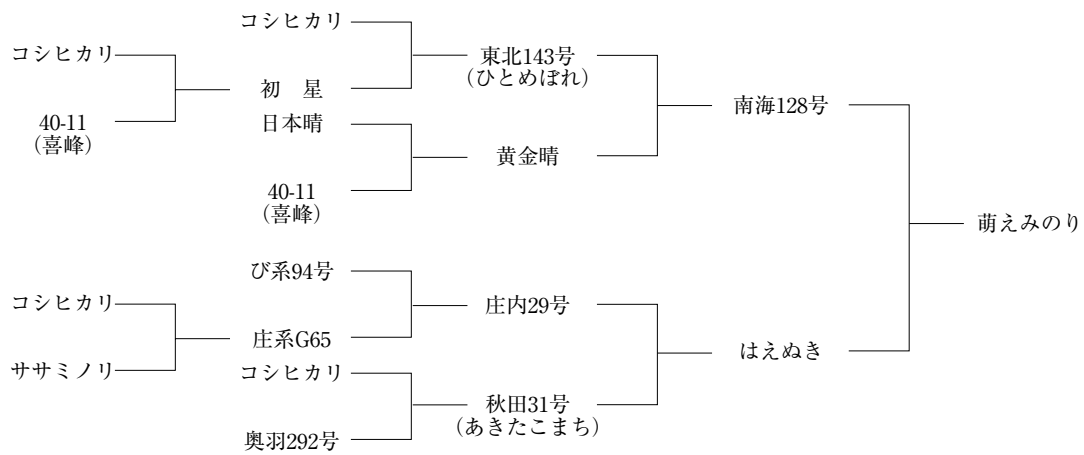 コシヒカリ
コシヒカリ
東北143号
(ひとめぼれ)
初　星
40-11
(喜峰)
南海128号
日本晴
黄金晴
40-11
(喜峰)
萌えみのり
び系94号
コシヒカリ
庄内29号
庄系G65
はえぬき
ササミノリ
コシヒカリ
秋田31号
(あきたこまち)
奥羽292号